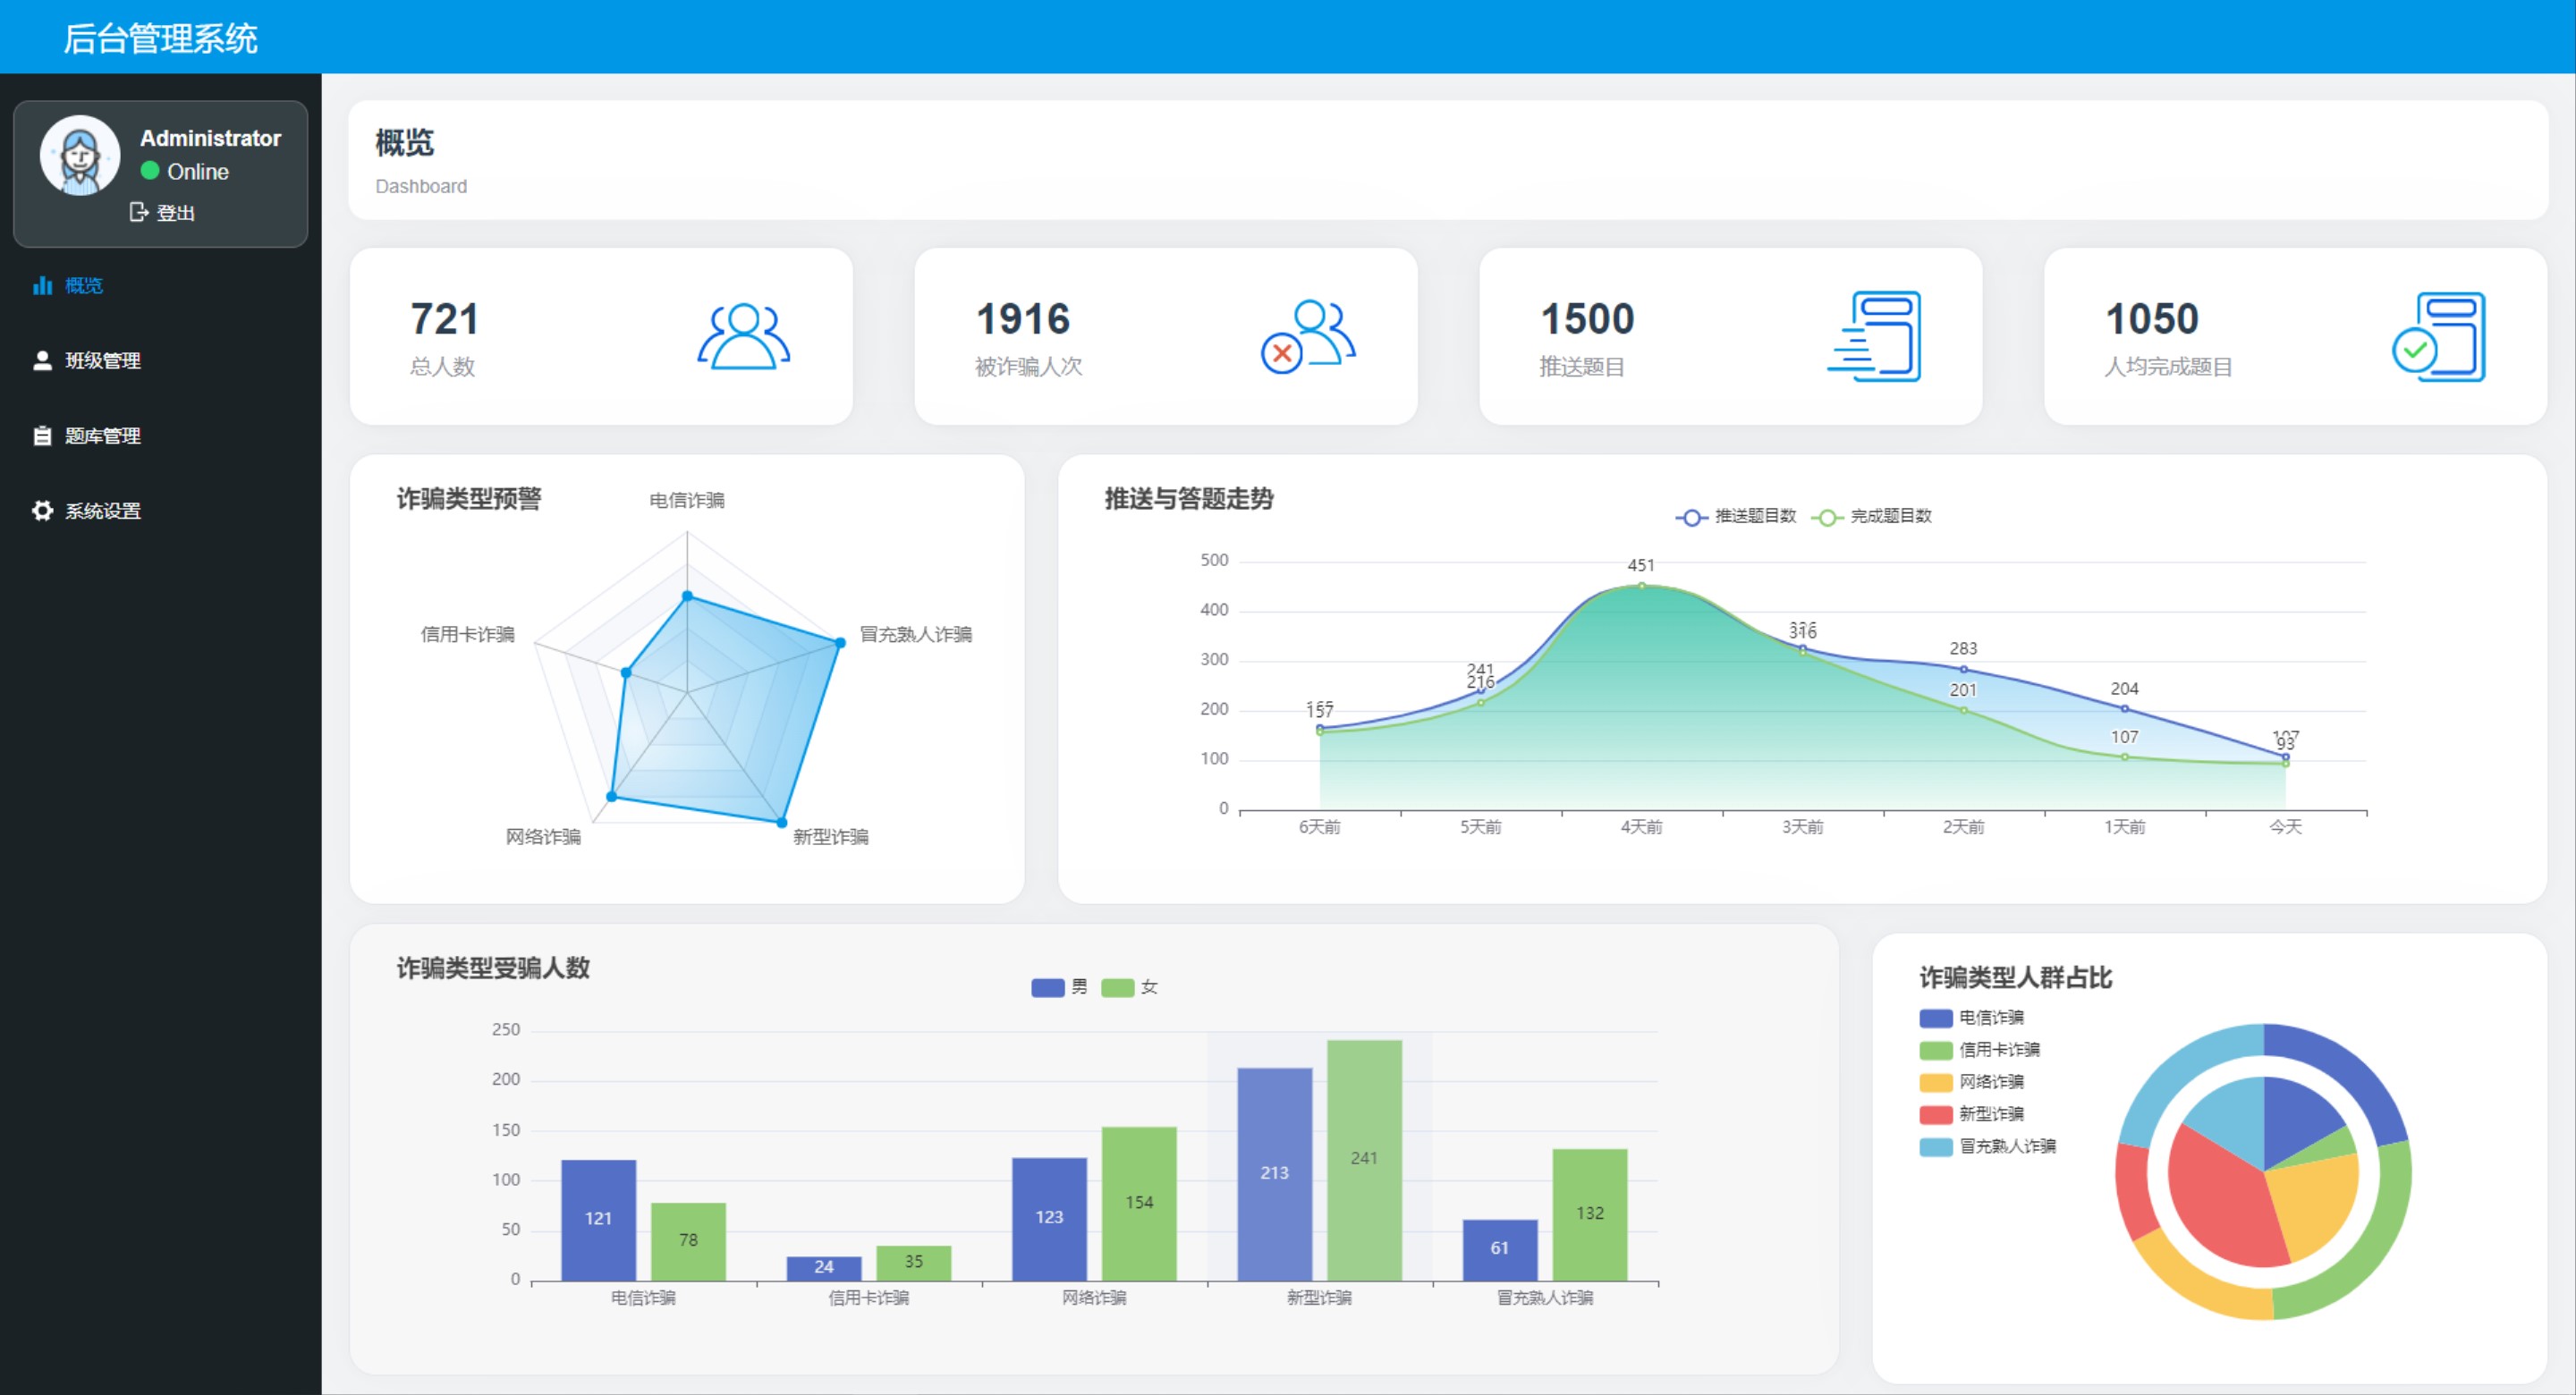 后台管理系统
Administrator
Online
登出
概览
班级管理
题库管理
系统设置
概览
Dashboard
721
总人数
1916
被诈骗人次
1500
推送题目
1050
人均完成题目
诈骗类型预警
电信诈骗
信用卡诈骗
冒充熟人诈骗
网络诈骗
新型诈骗
推送与答题走势
推送题目数 完成题目数
500
400
300
200
100
0
451
316
283
241
216
204
201
157
107
93
6天前 5天前 4天前 3天前 2天前 1天前 今天
诈骗类型受骗人数
男 女
250
200
150
100
50
0
121 78 24 35 123 154 213 241 61 132
电信诈骗 信用卡诈骗 网络诈骗 新型诈骗 冒充熟人诈骗
诈骗类型人群占比
电信诈骗
信用卡诈骗
网络诈骗
新型诈骗
冒充熟人诈骗